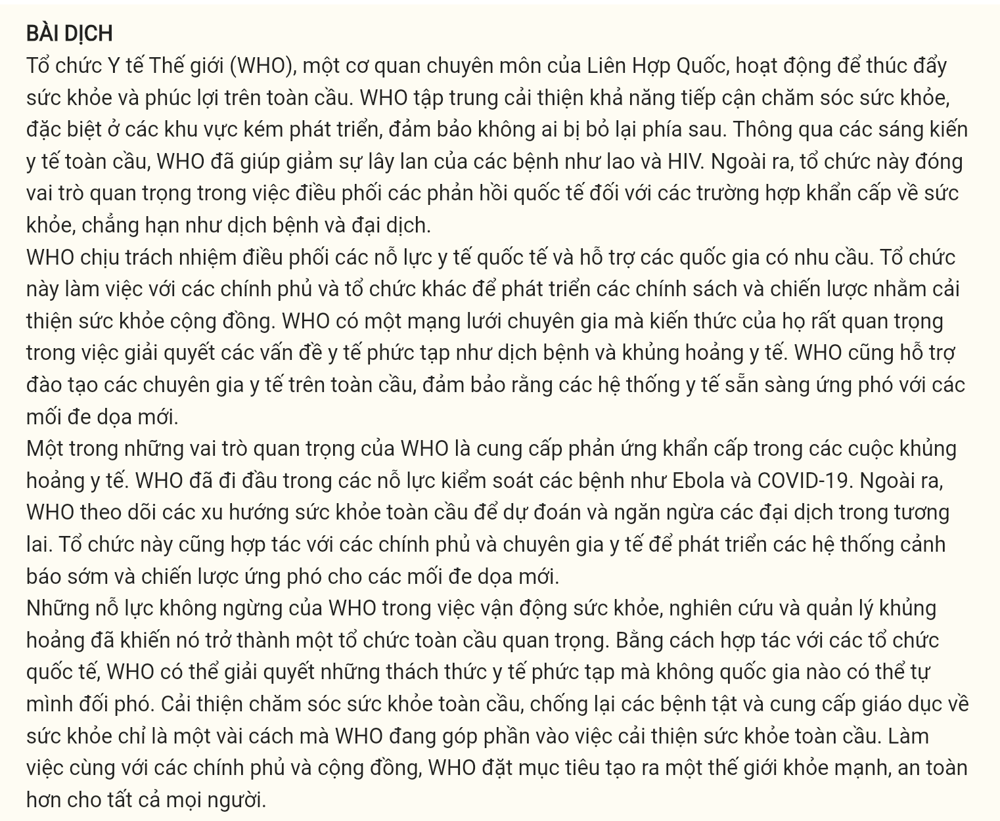 BÀI DỊCH
Tổ chức Y tế Thế giới (WHO), một cơ quan chuyên môn của Liên Hợp Quốc, hoạt động để thúc đẩy
sức khỏe và phúc lợi trên toàn cầu. WHO tập trung cải thiện khả năng tiếp cận chăm sóc sức khỏe,
đặc biệt ở các khu vực kém phát triển, đảm bảo không ai bị bỏ lại phía sau. Thông qua các sáng kiến
y tế toàn cầu, WHO đã giúp giảm sự lây lan của các bệnh như lao và HIV. Ngoài ra, tổ chức này đóng
vai trò quan trọng trong việc điều phối các phản hồi quốc tế đối với các trường hợp khẩn cấp về sức
khỏe, chẳng hạn như dịch bệnh và đại dịch.
WHO chịu trách nhiệm điều phối các nỗ lực y tế quốc tế và hỗ trợ các quốc gia có nhu cầu. Tổ chức
này làm việc với các chính phủ và tổ chức khác để phát triển các chính sách và chiến lược nhằm cải
thiện sức khỏe cộng đồng. WHO có một mạng lưới chuyên gia mà kiến thức của họ rất quan trọng
trong việc giải quyết các vấn đề y tế phức tạp như dịch bệnh và khủng hoảng y tế. WHO cũng hỗ trợ
đào tạo các chuyên gia y tế trên toàn cầu, đảm bảo rằng các hệ thống y tế sẵn sàng ứng phó với các
mối đe dọa mới.
Một trong những vai trò quan trọng của WHO là cung cấp phản ứng khẩn cấp trong các cuộc khủng
hoảng y tế. WHO đã đi đầu trong các nỗ lực kiểm soát các bệnh như Ebola và COVID-19. Ngoài ra,
WHO theo dõi các xu hướng sức khỏe toàn cầu để dự đoán và ngăn ngừa các đại dịch trong tương
lai. Tổ chức này cũng hợp tác với các chính phủ và chuyên gia y tế để phát triển các hệ thống cảnh
báo sớm và chiến lược ứng phó cho các mối đe dọa mới.
Những nỗ lực không ngừng của WHO trong việc vận động sức khỏe, nghiên cứu và quản lý khủng
hoảng đã khiến nó trở thành một tổ chức toàn cầu quan trọng. Bằng cách hợp tác với các tổ chức
quốc tế, WHO có thể giải quyết những thách thức y tế phức tạp mà không quốc gia nào có thể tự
mình đối phó. Cải thiện chăm sóc sức khỏe toàn cầu, chống lại các bệnh tật và cung cấp giáo dục về
sức khỏe chỉ là một vài cách mà WHO đang góp phần vào việc cải thiện sức khỏe toàn cầu. Làm
việc cùng với các chính phủ và cộng đồng, WHO đặt mục tiêu tạo ra một thế giới khỏe mạnh, an toàn
hơn cho tất cả mọi người.